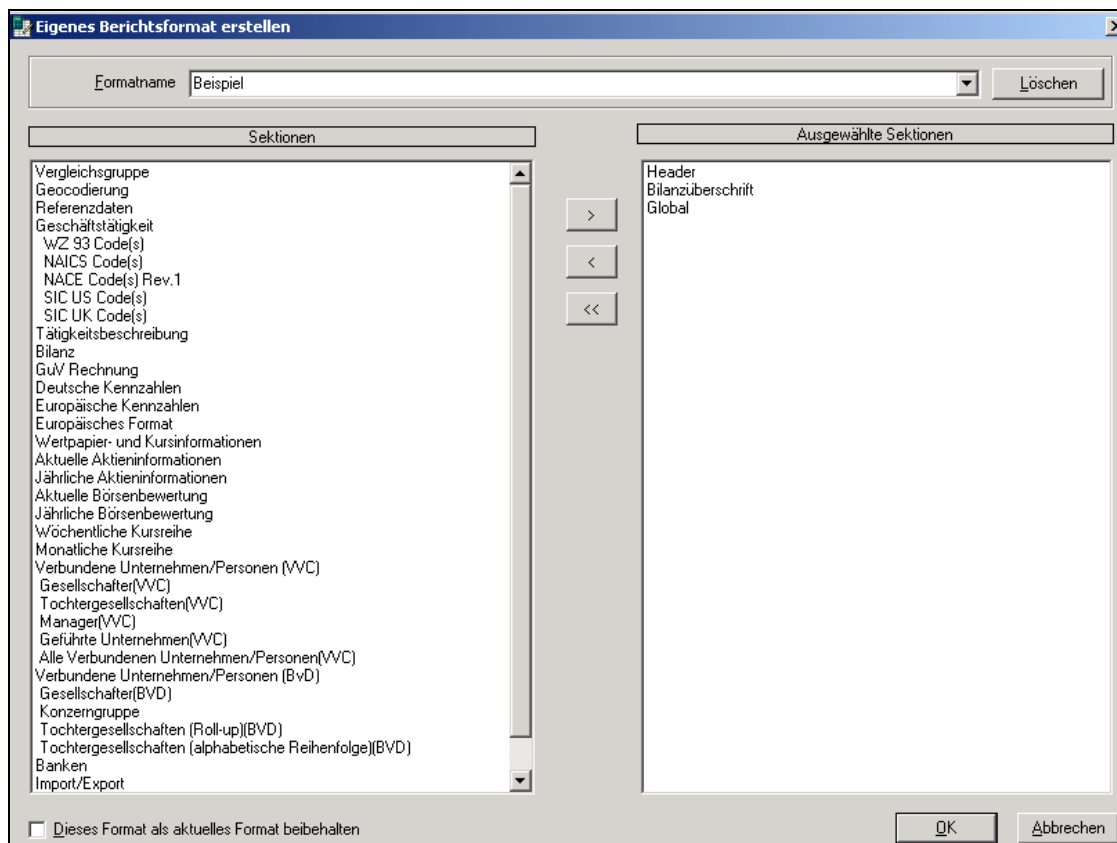 Eigenes Berichtsformat erstellen
Formatname Beispiel Löschen
Sektionen
Vergleichsgruppe
Geocodierung
Referenzdaten
Geschäftstätigkeit
WZ 93 Code(s)
NAICS Code(s)
NACE Code(s) Rev.1
SIC US Code(s)
SIC UK Code(s)
Tätigkeitsbeschreibung
Bilanz
GuV Rechnung
Deutsche Kennzahlen
Europäische Kennzahlen
Europäisches Format
Wertpapier- und Kursinformationen
Aktuelle Aktieninformationen
Jährliche Aktieninformationen
Aktuelle Börsenbewertung
Jährliche Börsenbewertung
Wöchentliche Kursreihe
Monatliche Kursreihe
Verbundene Unternehmen/Personen (VVC)
Gesellschafter(VVC)
Tochtergesellschaften(VVC)
Manager(VVC)
Geführte Unternehmen(VVC)
Alle Verbundenen Unternehmen/Personen(VVC)
Verbundene Unternehmen/Personen (BvD)
Gesellschafter(BVD)
Konzerngruppe
Tochtergesellschaften (Roll-up)(BVD)
Tochtergesellschaften (alphabetische Reihenfolge)(BVD)
Banken
Import/Export
>
<
<<
Ausgewählte Sektionen
Header
Bilanzüberschrift
Global
Dieses Format als aktuelles Format beibehalten
OK Abbrechen